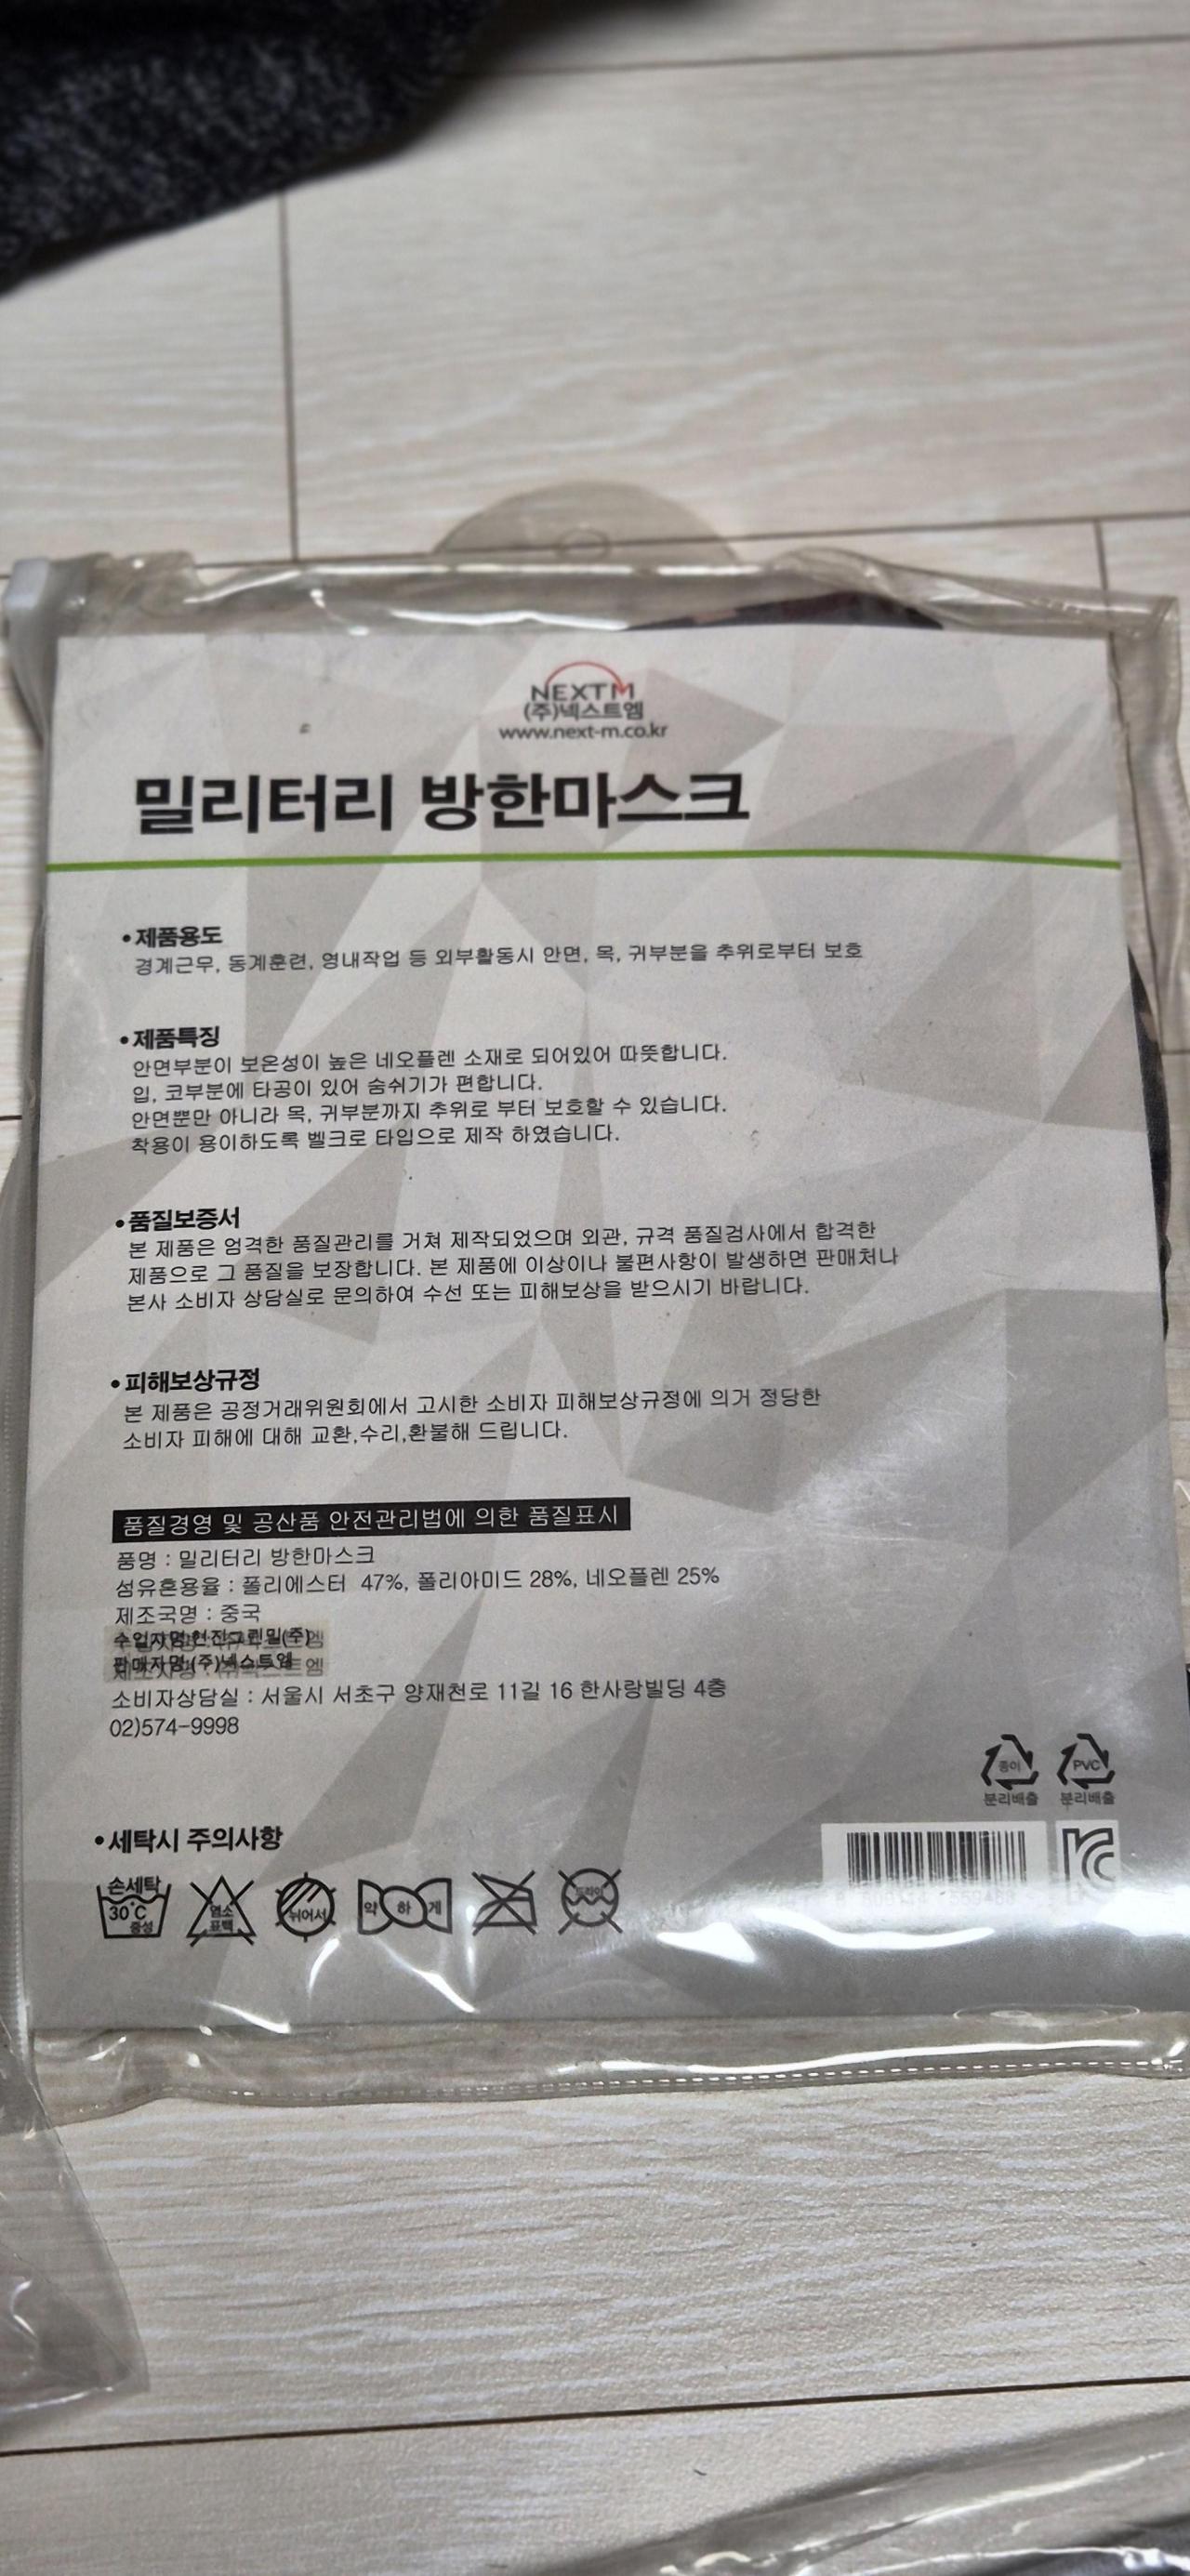 NEXTM
(주)넥스트엠
www.next-m.co.kr
밀리터리 방한마스크
•제품용도
경계근무, 동계훈련, 영내작업 등 외부활동시 안면, 목, 귀부분을 추위로부터 보호
•제품특징
안면부분이 보온성이 높은 네오플렌 소재로 되어있어 따뜻합니다.
입, 코부분에 타공이 있어 숨쉬기가 편합니다.
안면뿐만 아니라 목, 귀부분까지 추위로 부터 보호할 수 있습니다.
착용이 용이하도록 벨크로 타입으로 제작 하였습니다.
•품질보증서
본 제품은 엄격한 품질관리를 거쳐 제작되었으며 외관, 규격 품질검사에서 합격한
제품으로 그 품질을 보장합니다. 본 제품에 이상이나 불편사항이 발생하면 판매처나
본사 소비자 상담실로 문의하여 수선 또는 피해보상을 받으시기 바랍니다.
•피해보상규정
본 제품은 공정거래위원회에서 고시한 소비자 피해보상규정에 의거 정당한
소비자 피해에 대해 교환,수리,환불해 드립니다.
품질경영 및 공산품 안전관리법에 의한 품질표시
품명 : 밀리터리 방한마스크
섬유혼용율 : 폴리에스터 47%, 폴리아미드 28%, 네오플렌 25%
제조국명 : 중국
수입자명:현진그린밀(주)
판매자명:(주)넥스트엠
소비자상담실 : 서울시 서초구 양재천로 11길 16 한사랑빌딩 4층
02)574-9998
종이 PVC
분리배출 분리배출
•세탁시 주의사항
손세탁
30°C
중성
염소
표백
뉘어서
약 하 게
드라이